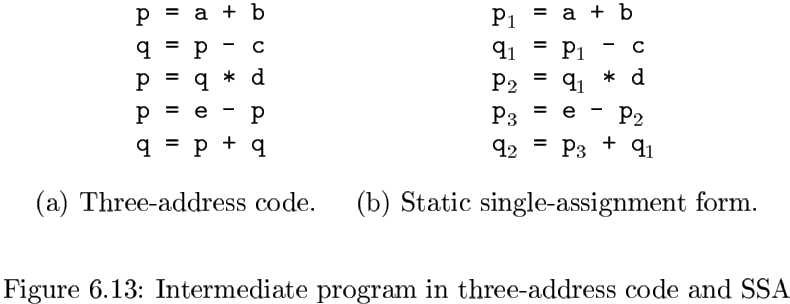 p = a + b
q = p - c
p = q * d
p = e - p
q = p + q
(a) Three-address code.
p₁ = a + b
q₁ = p₁ - c
p₂ = q₁ * d
p₃ = e - p₂
q₂ = p₃ + q₁
(b) Static single-assignment form.
Figure 6.13: Intermediate program in three-address code and SSA